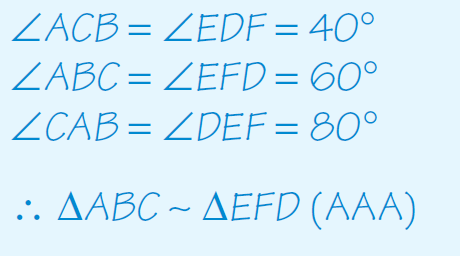 ∠ACB = ∠EDF = 40°
∠ABC = ∠EFD = 60°
∠CAB = ∠DEF = 80°
∴ ΔABC ~ ΔEFD (AAA)